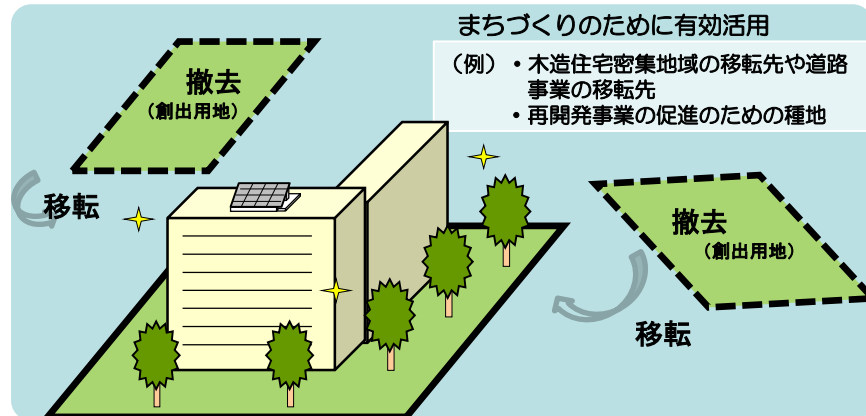 まちづくりのために有効活用
（例）・木造住宅密集地域の移転先や道路
事業の移転先
・再開発事業の促進のための種地
撤去
（創出用地）
移転
撤去
（創出用地）
移転